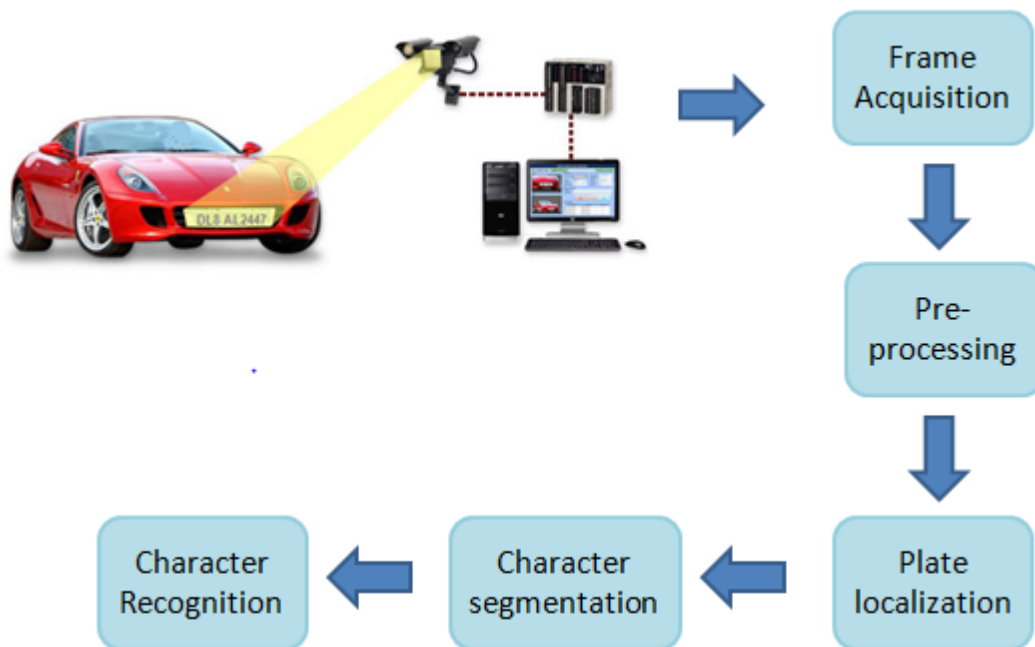 DL8 AL2447
Frame
Acquisition
Pre-
processing
Plate
localization
Character
segmentation
Character
Recognition